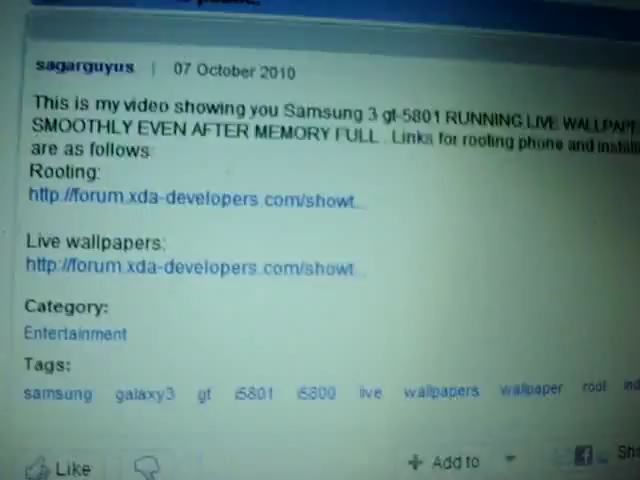 sagarguyus | 07 October 2010
This is my video showing you Samsung 3 gt-5801 RUNNING LIVE WALLPAPE
SMOOTHLY EVEN AFTER MEMORY FULL . Links for rooting phone and install
are as follows:
Rooting:
http://forum.xda-developers.com/showt...
Live wallpapers:
http://forum.xda-developers.com/showt...
Category:
Entertainment
Tags:
samsung galaxy3 gt i5801 i5800 live wallpapers wallpaper root ind
Like + Add to Sha